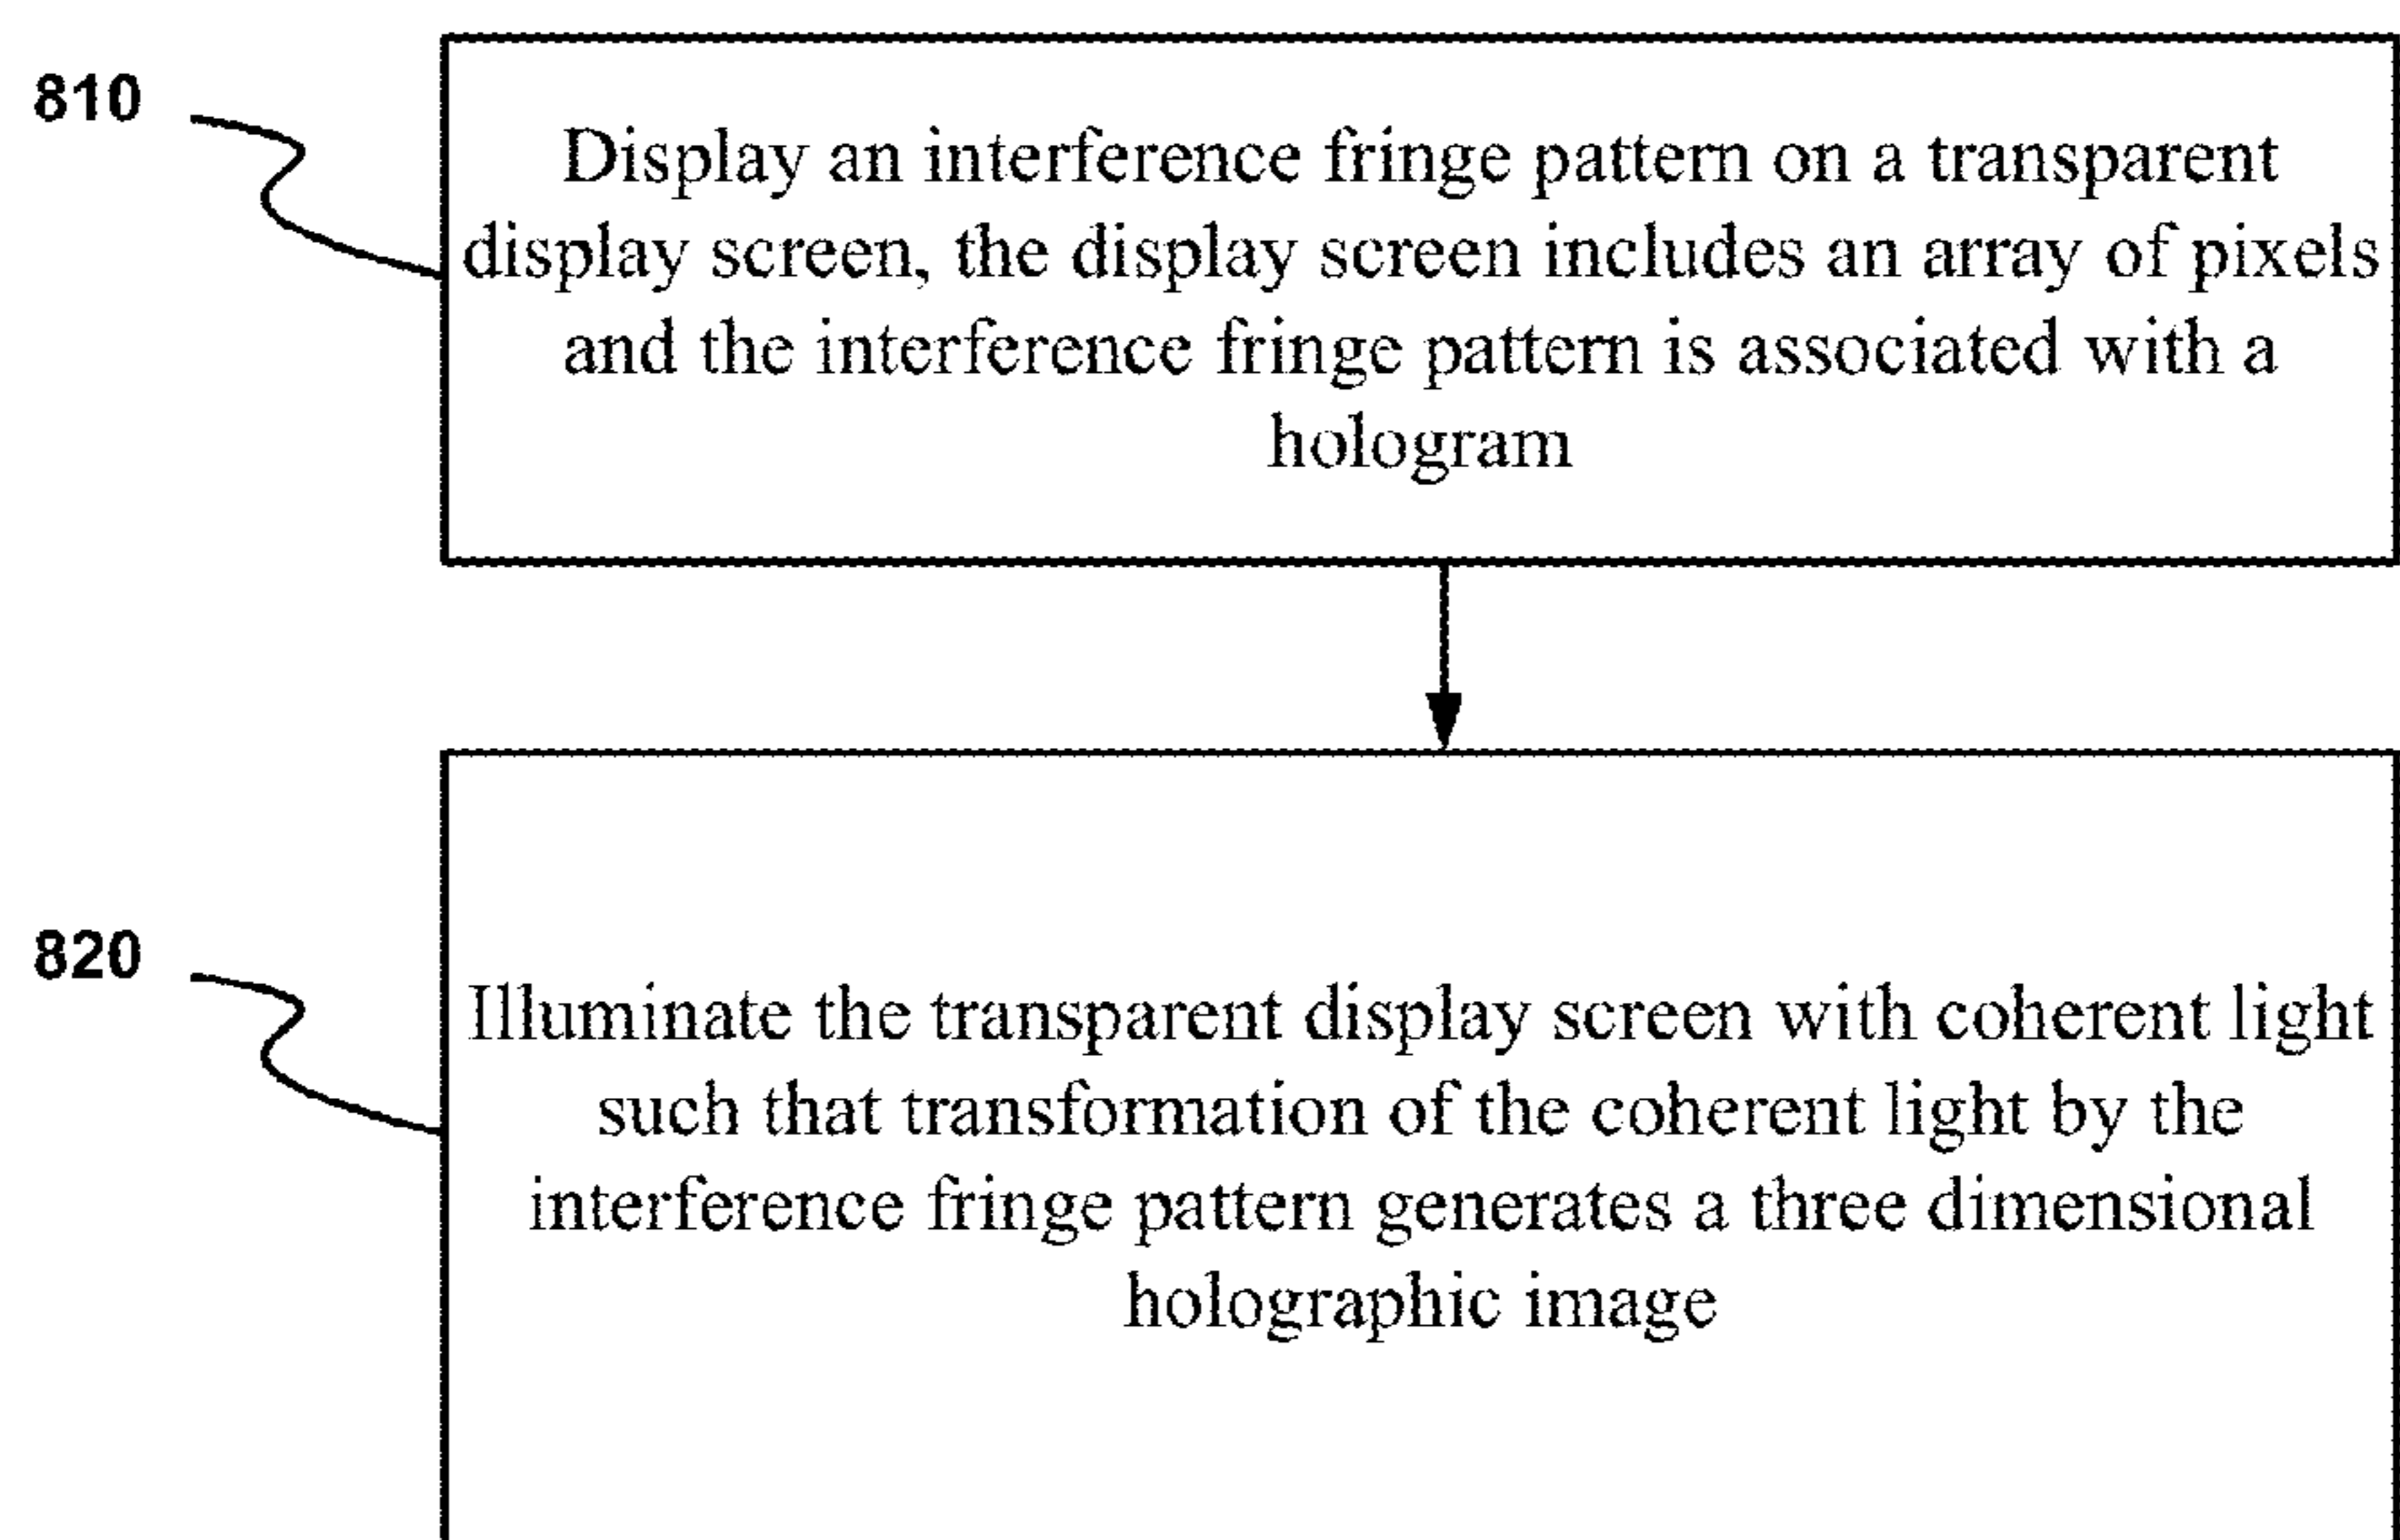 810
Display an interference fringe pattern on a transparent
display screen, the display screen includes an array of pixels
and the interference fringe pattern is associated with a
hologram
820
Illuminate the transparent display screen with coherent light
such that transformation of the coherent light by the
interference fringe pattern generates a three dimensional
holographic image